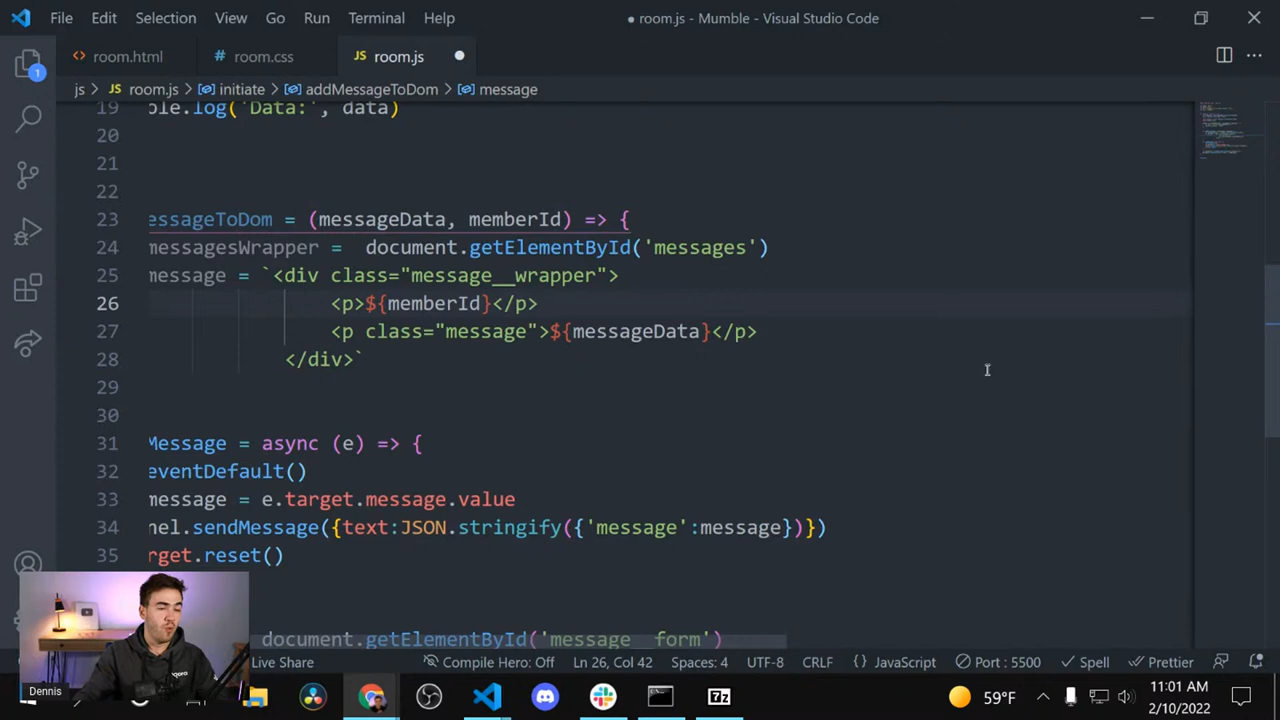 File Edit Selection View Go Run Terminal Help
● room.js - Mumble - Visual Studio Code
room.html room.css JS room.js
1
js > JS room.js > initiate > addMessageToDom > message
19 ole.log('Data:', data)
20
21
22
23 essageToDom = (messageData, memberId) => {
24 messagesWrapper = document.getElementById('messages')
25 message = `<div class="message__wrapper">
26 <p>${memberId}</p>
27 <p class="message">${messageData}</p>
28 </div>`
29
30
31 Message = async (e) => {
32 eventDefault()
33 message = e.target.message.value
34 nel.sendMessage({text:JSON.stringify({'message':message})})
35 rget.reset()
document.getElementById('message__form')
Live Share Compile Hero: Off Ln 26, Col 42 Spaces: 4 UTF-8 CRLF {} JavaScript Port : 5500 Spell Prettier
Dennis
7z
59°F
11:01 AM
2/10/2022